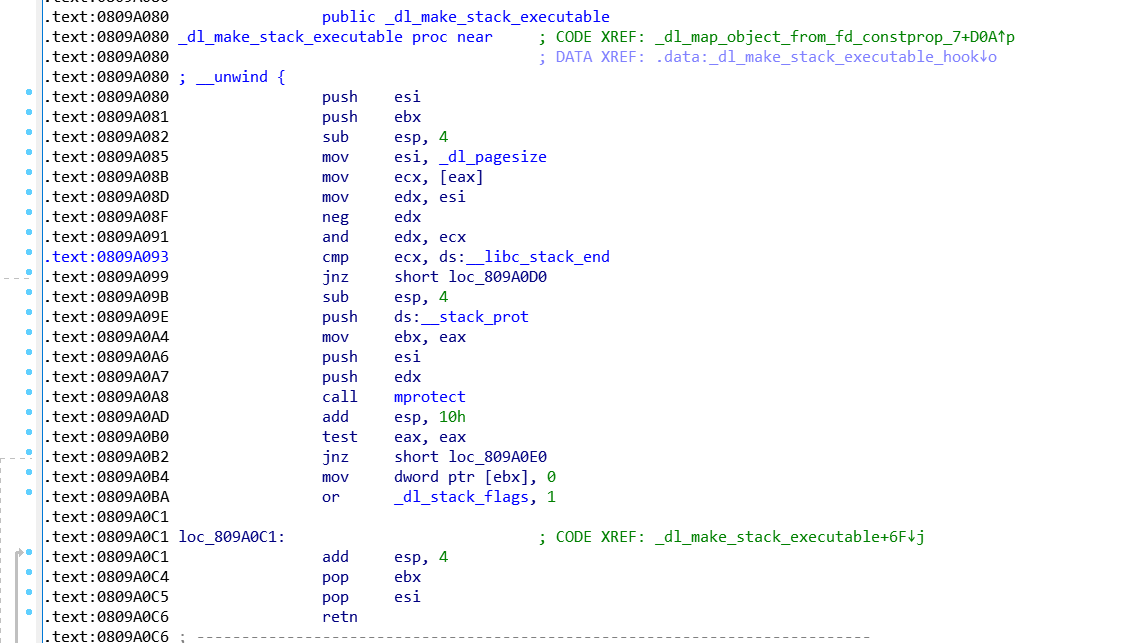 .text:0809A080 public _dl_make_stack_executable
.text:0809A080 _dl_make_stack_executable proc near ; CODE XREF: _dl_map_object_from_fd_constprop_7+D0A↑p
.text:0809A080 ; DATA XREF: .data:_dl_make_stack_executable_hook↓o
.text:0809A080 ; __unwind {
.text:0809A080 push esi
.text:0809A081 push ebx
.text:0809A082 sub esp, 4
.text:0809A085 mov esi, _dl_pagesize
.text:0809A08B mov ecx, [eax]
.text:0809A08D mov edx, esi
.text:0809A08F neg edx
.text:0809A091 and edx, ecx
.text:0809A093 cmp ecx, ds:__libc_stack_end
.text:0809A099 jnz short loc_809A0D0
.text:0809A09B sub esp, 4
.text:0809A09E push ds:__stack_prot
.text:0809A0A4 mov ebx, eax
.text:0809A0A6 push esi
.text:0809A0A7 push edx
.text:0809A0A8 call mprotect
.text:0809A0AD add esp, 10h
.text:0809A0B0 test eax, eax
.text:0809A0B2 jnz short loc_809A0E0
.text:0809A0B4 mov dword ptr [ebx], 0
.text:0809A0BA or _dl_stack_flags, 1
.text:0809A0C1
.text:0809A0C1 loc_809A0C1: ; CODE XREF: _dl_make_stack_executable+6F↓j
.text:0809A0C1 add esp, 4
.text:0809A0C4 pop ebx
.text:0809A0C5 pop esi
.text:0809A0C6 retn
.text:0809A0C6 ; ---------------------------------------------------------------------------